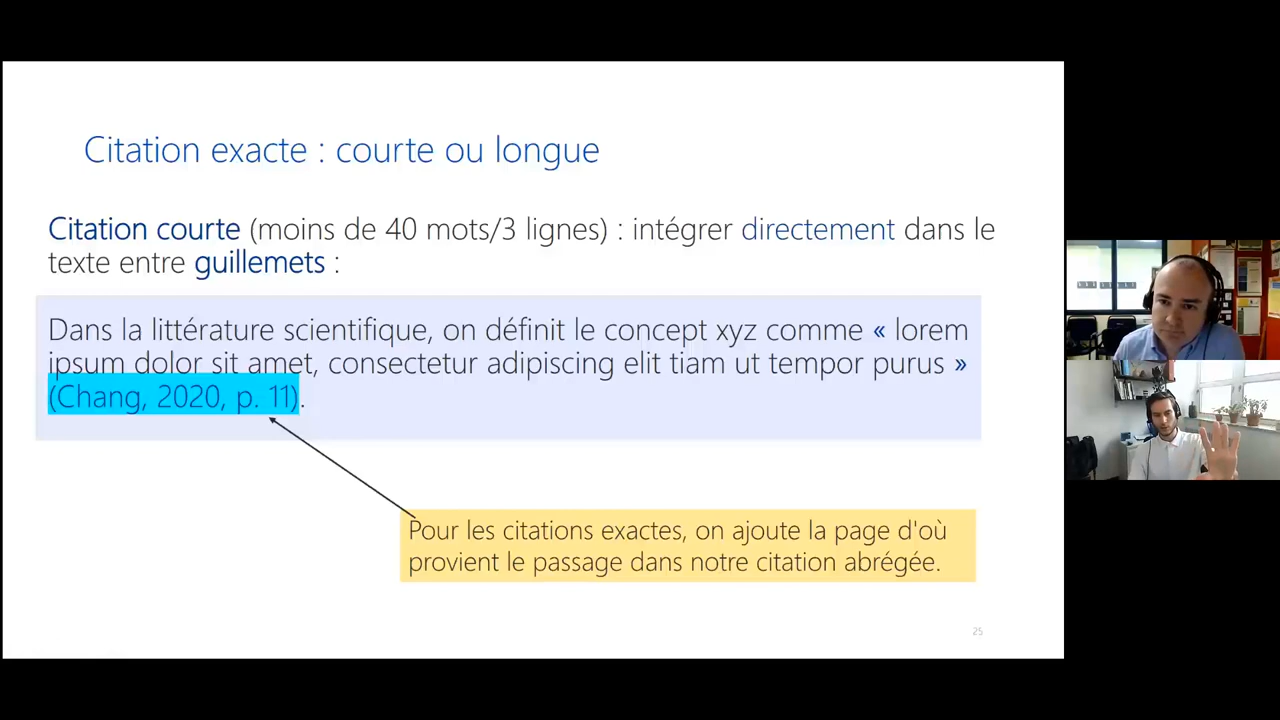 Citation exacte : courte ou longue
Citation courte (moins de 40 mots/3 lignes) : intégrer directement dans le
texte entre guillemets :
Dans la littérature scientifique, on définit le concept xyz comme « lorem
ipsum dolor sit amet, consectetur adipiscing elit tiam ut tempor purus »
(Chang, 2020, p. 11).
Pour les citations exactes, on ajoute la page d'où
provient le passage dans notre citation abrégée.
25